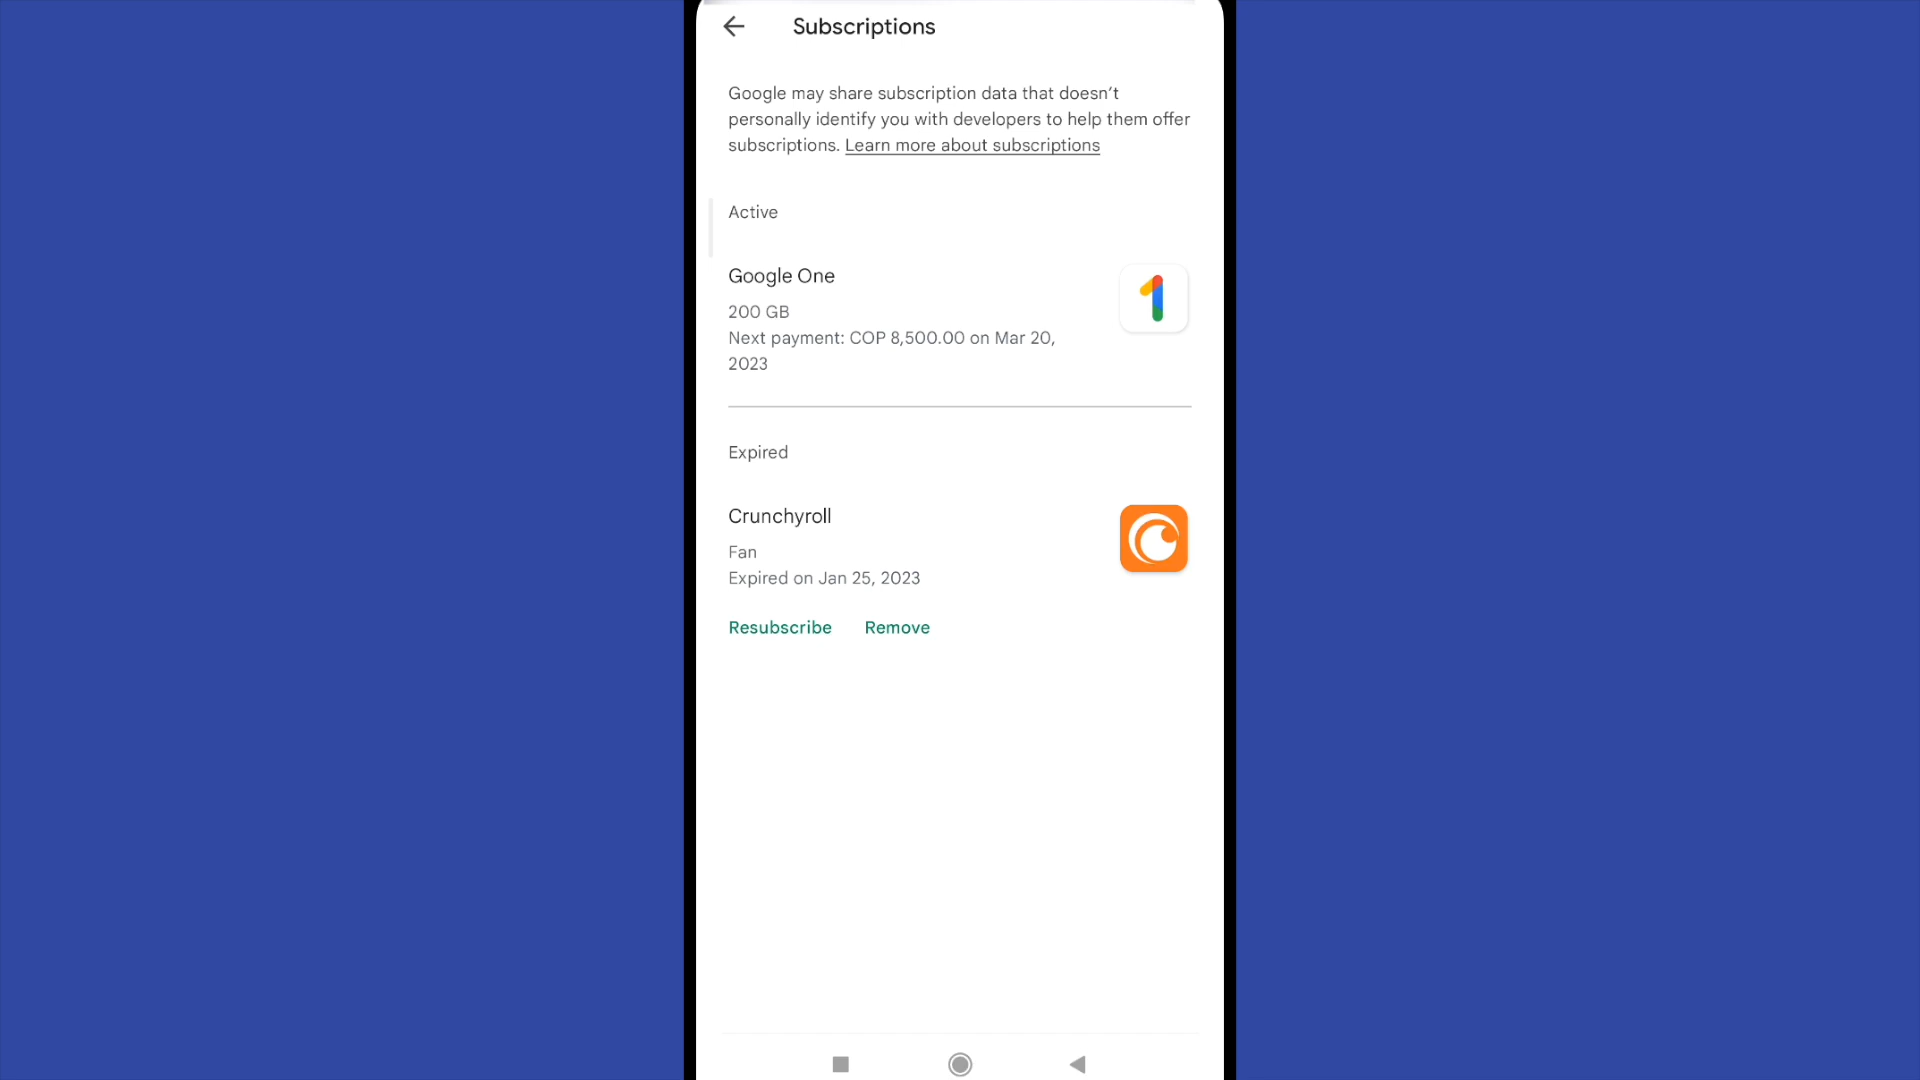 Subscriptions
Google may share subscription data that doesn't
personally identify you with developers to help them offer
subscriptions. Learn more about subscriptions
Active
Google One
200 GB
Next payment: COP 8,500.00 on Mar 20,
2023
Expired
Crunchyroll
Fan
Expired on Jan 25, 2023
Resubscribe Remove